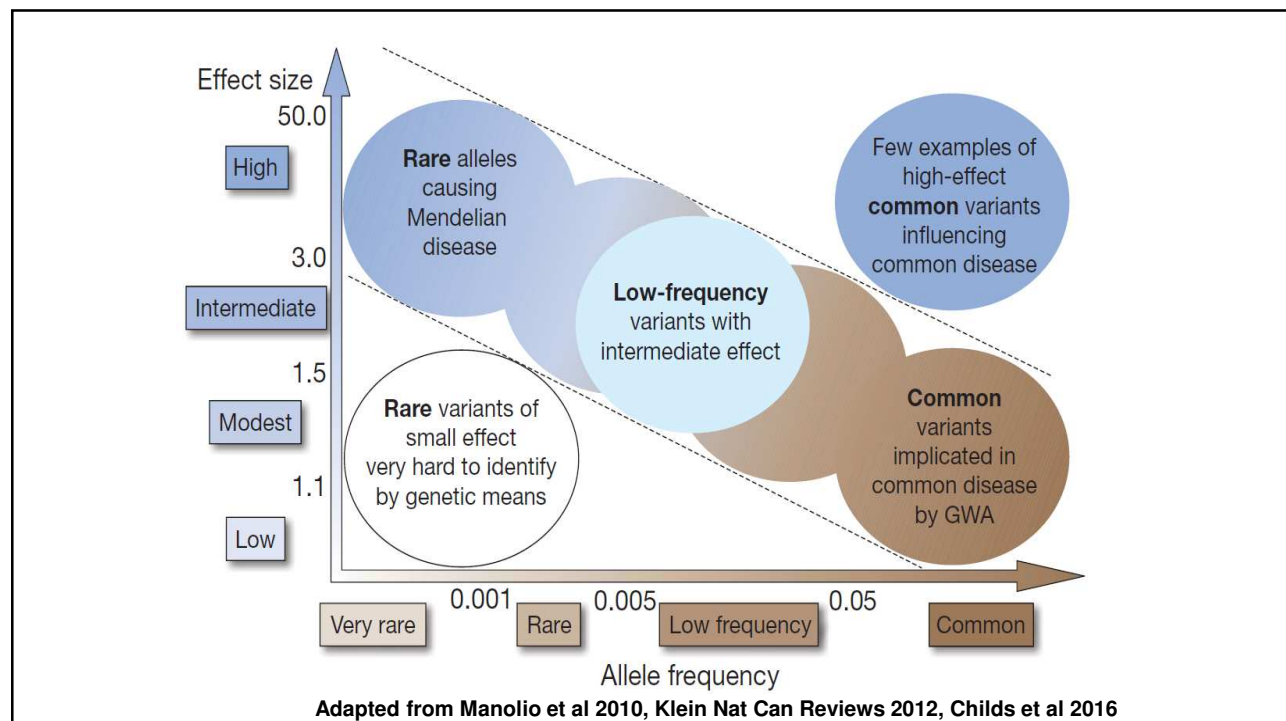 Effect size
50.0
High
3.0
Intermediate
1.5
Modest
1.1
Low
Rare alleles
causing
Mendelian
disease
Few examples of
high-effect
common variants
influencing
common disease
Low-frequency
variants with
intermediate effect
Rare variants of
small effect
very hard to identify
by genetic means
Common
variants
implicated in
common disease
by GWA
0.001
0.005
0.05
Very rare
Rare
Low frequency
Common
Allele frequency
Adapted from Manolio et al 2010, Klein Nat Can Reviews 2012, Childs et al 2016